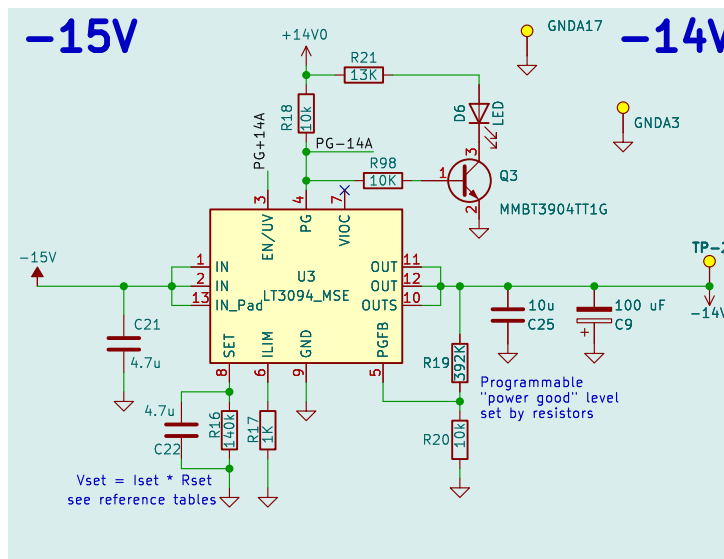 -15V
-14V
+14V0
GNDA17
R21
13K
R18
10k
D6
LED
GNDA3
PG+14A
PG-14A
R98
10K
3
1
Q3
2
MMBT3904TT1G
3
4
7
EN/UV
PG
VIOC
-15V
TP-2
1
IN
2
IN
13
IN_Pad
U3
LT3094_MSE
OUT
11
OUT
12
OUTS
10
SET
ILIM
GND
PGFB
8
6
9
5
C21
4.7u
10u
C25
100 uF
C9
+
-14V
R19
392K
Programmable
"power good" level
set by resistors
4.7u
C22
R16
140k
R17
1K
R20
10k
Vset = Iset * Rset
see reference tables